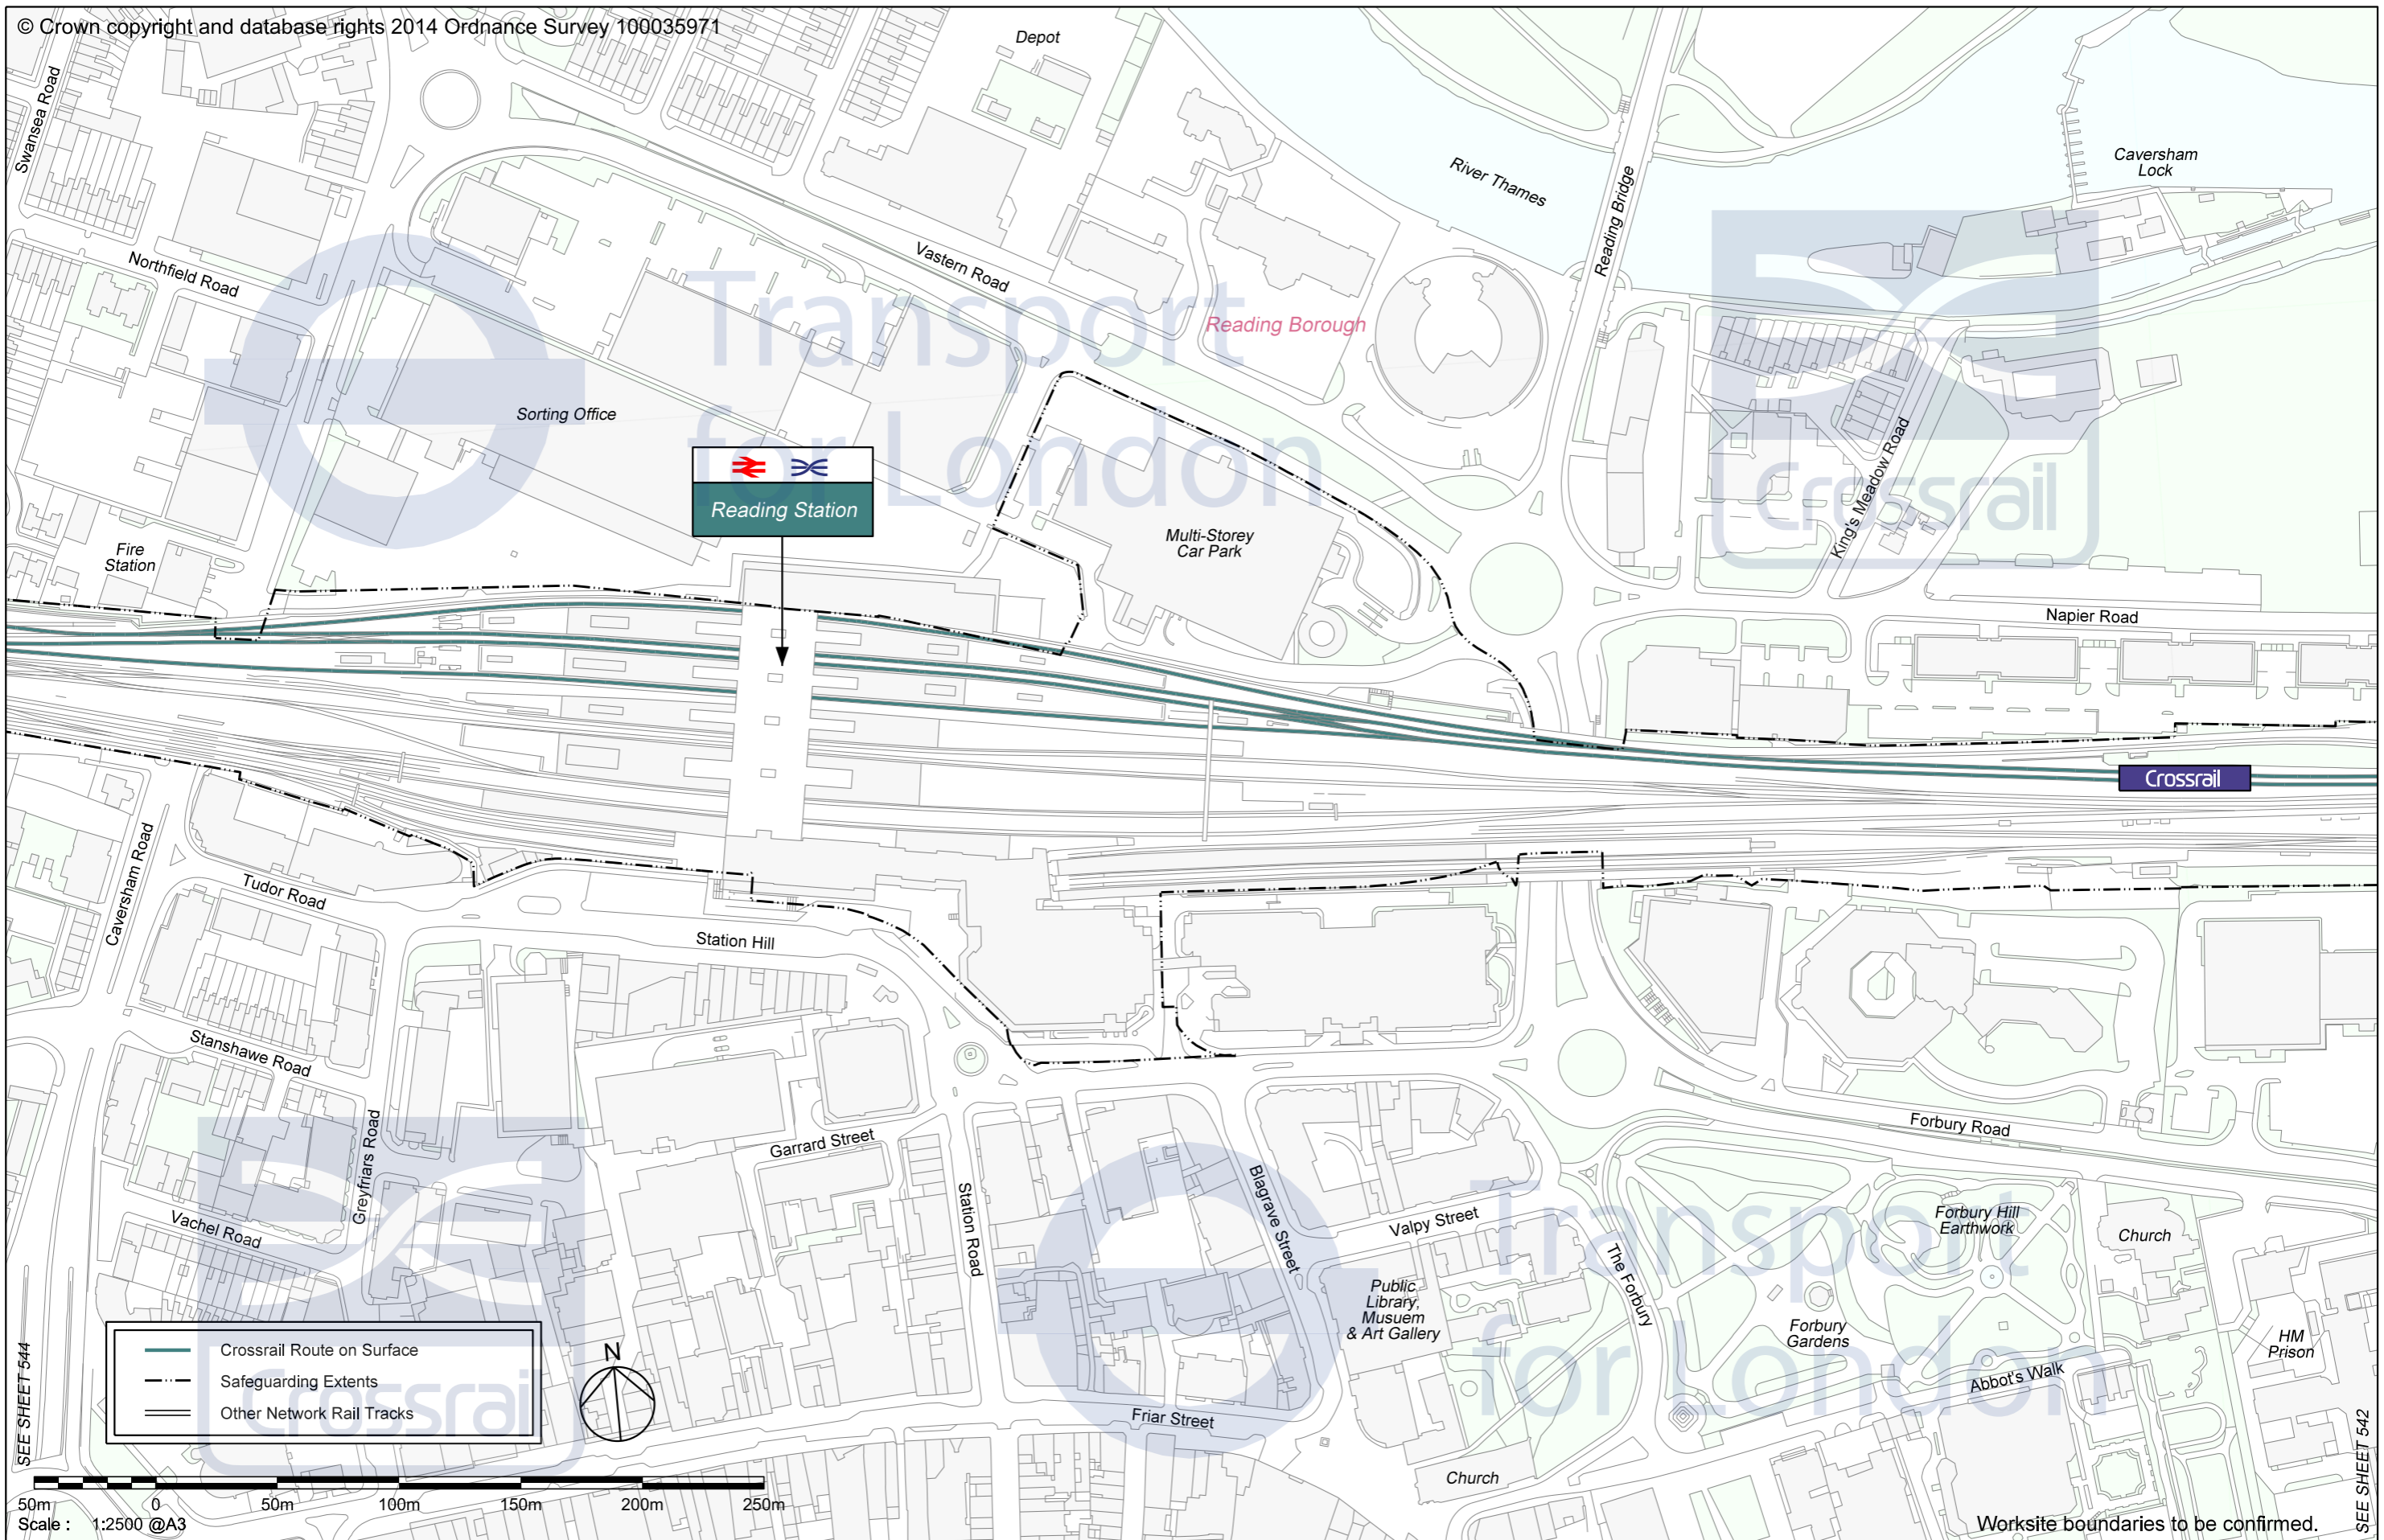 © Crown copyright and database rights 2014 Ordnance Survey 100035971
Depot
Swansea Road
River Thames
Reading Bridge
Caversham
Lock
Northfield Road
Vastern Road
Transport
for London
Reading Borough
Sorting Office
Reading Station
Multi-Storey
Car Park
King's Meadow Road
Crossrail
Fire
Station
Napier Road
Crossrail
Caversham Road
Tudor Road
Station Hill
Stanshawe Road
Greyfriars Road
Garrard Street
Forbury Road
Vachel Road
Station Road
Blagrave Street
Valpy Street
The Forbury
Transport
for London
Forbury Hill
Earthwork
Church
Public
Library,
Musuem
& Art Gallery
Forbury
Gardens
HM
Prison
Abbot's Walk
Friar Street
Church
Crossrail Route on Surface
Safeguarding Extents
Other Network Rail Tracks
Crossrail
N
SEE SHEET 544
SEE SHEET 542
50m 0 50m 100m 150m 200m 250m
Scale : 1:2500 @A3
Worksite boundaries to be confirmed.